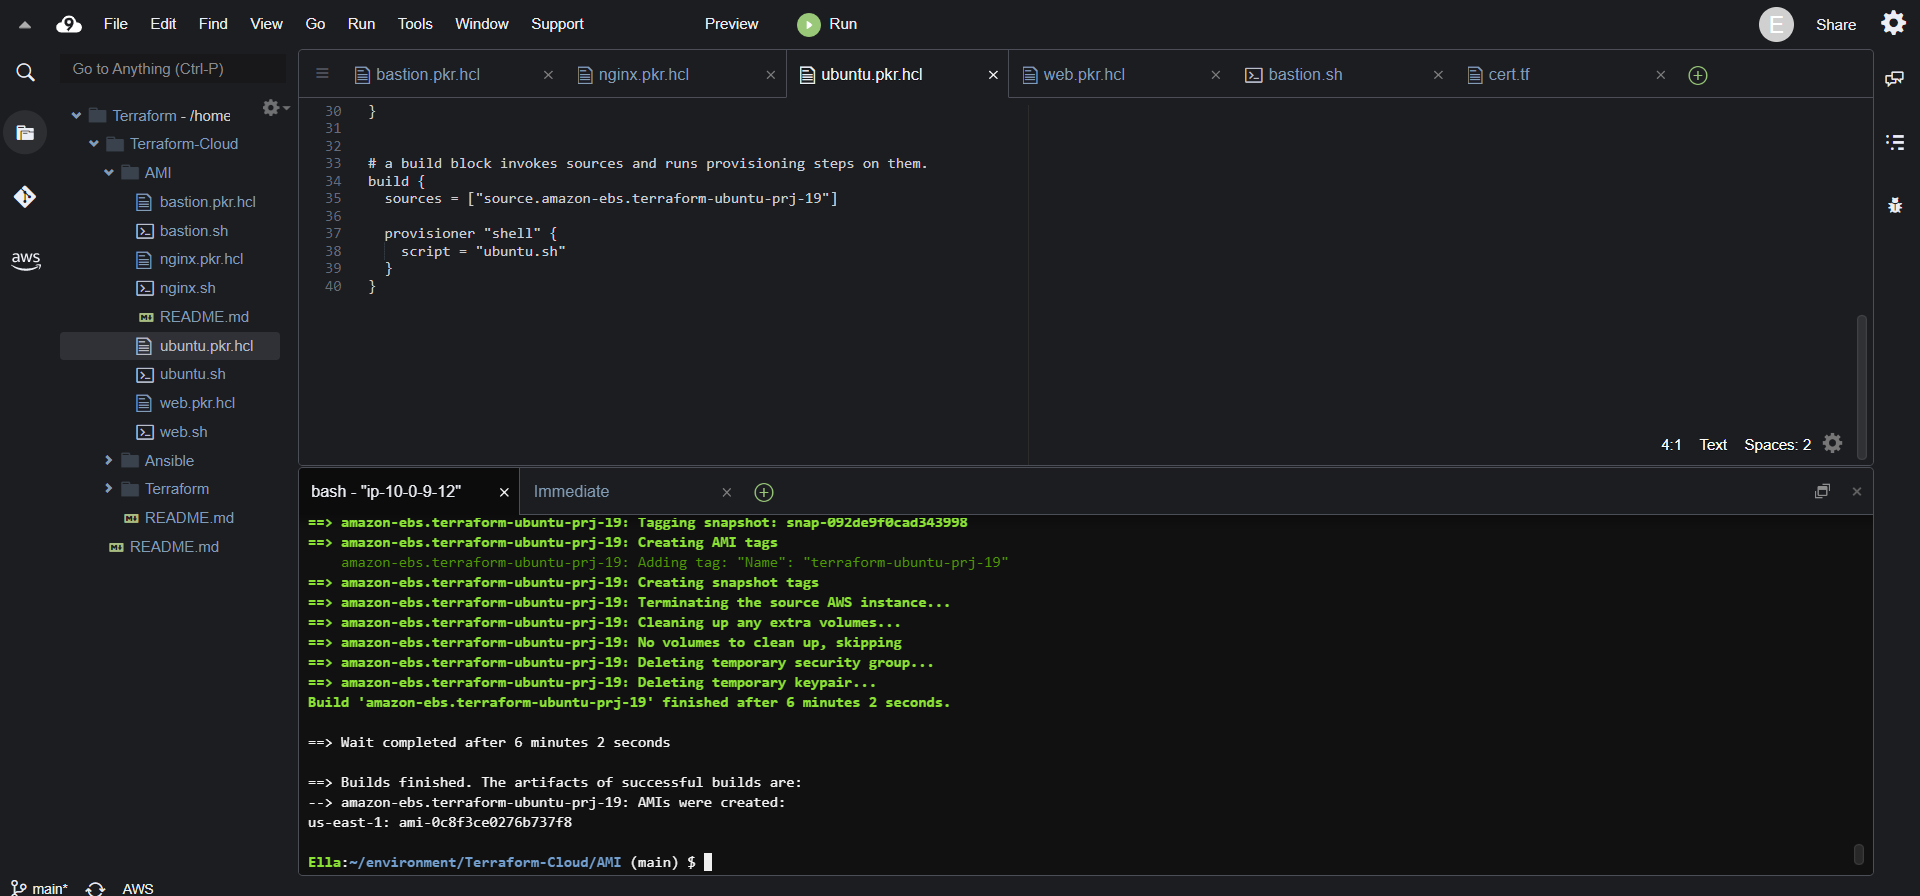 File Edit Find View Go Run Tools Window Support Preview Run E Share
Go to Anything (Ctrl-P)
bastion.pkr.hcl nginx.pkr.hcl ubuntu.pkr.hcl web.pkr.hcl bastion.sh cert.tf
aws
Terraform - /home
Terraform-Cloud
AMI
bastion.pkr.hcl
bastion.sh
nginx.pkr.hcl
nginx.sh
README.md
ubuntu.pkr.hcl
ubuntu.sh
web.pkr.hcl
web.sh
Ansible
Terraform
README.md
README.md
30 }
31
32
33 # a build block invokes sources and runs provisioning steps on them.
34 build {
35 sources = ["source.amazon-ebs.terraform-ubuntu-prj-19"]
36
37 provisioner "shell" {
38 script = "ubuntu.sh"
39 }
40 }
4:1 Text Spaces: 2
bash - "ip-10-0-9-12" Immediate
==> amazon-ebs.terraform-ubuntu-prj-19: Tagging snapshot: snap-092de9f0cad343998
==> amazon-ebs.terraform-ubuntu-prj-19: Creating AMI tags
amazon-ebs.terraform-ubuntu-prj-19: Adding tag: "Name": "terraform-ubuntu-prj-19"
==> amazon-ebs.terraform-ubuntu-prj-19: Creating snapshot tags
==> amazon-ebs.terraform-ubuntu-prj-19: Terminating the source AWS instance...
==> amazon-ebs.terraform-ubuntu-prj-19: Cleaning up any extra volumes...
==> amazon-ebs.terraform-ubuntu-prj-19: No volumes to clean up, skipping
==> amazon-ebs.terraform-ubuntu-prj-19: Deleting temporary security group...
==> amazon-ebs.terraform-ubuntu-prj-19: Deleting temporary keypair...
Build 'amazon-ebs.terraform-ubuntu-prj-19' finished after 6 minutes 2 seconds.
==> Wait completed after 6 minutes 2 seconds
==> Builds finished. The artifacts of successful builds are:
--> amazon-ebs.terraform-ubuntu-prj-19: AMIs were created:
us-east-1: ami-0c8f3ce0276b737f8
Ella:~/environment/Terraform-Cloud/AMI (main) $
main* AWS